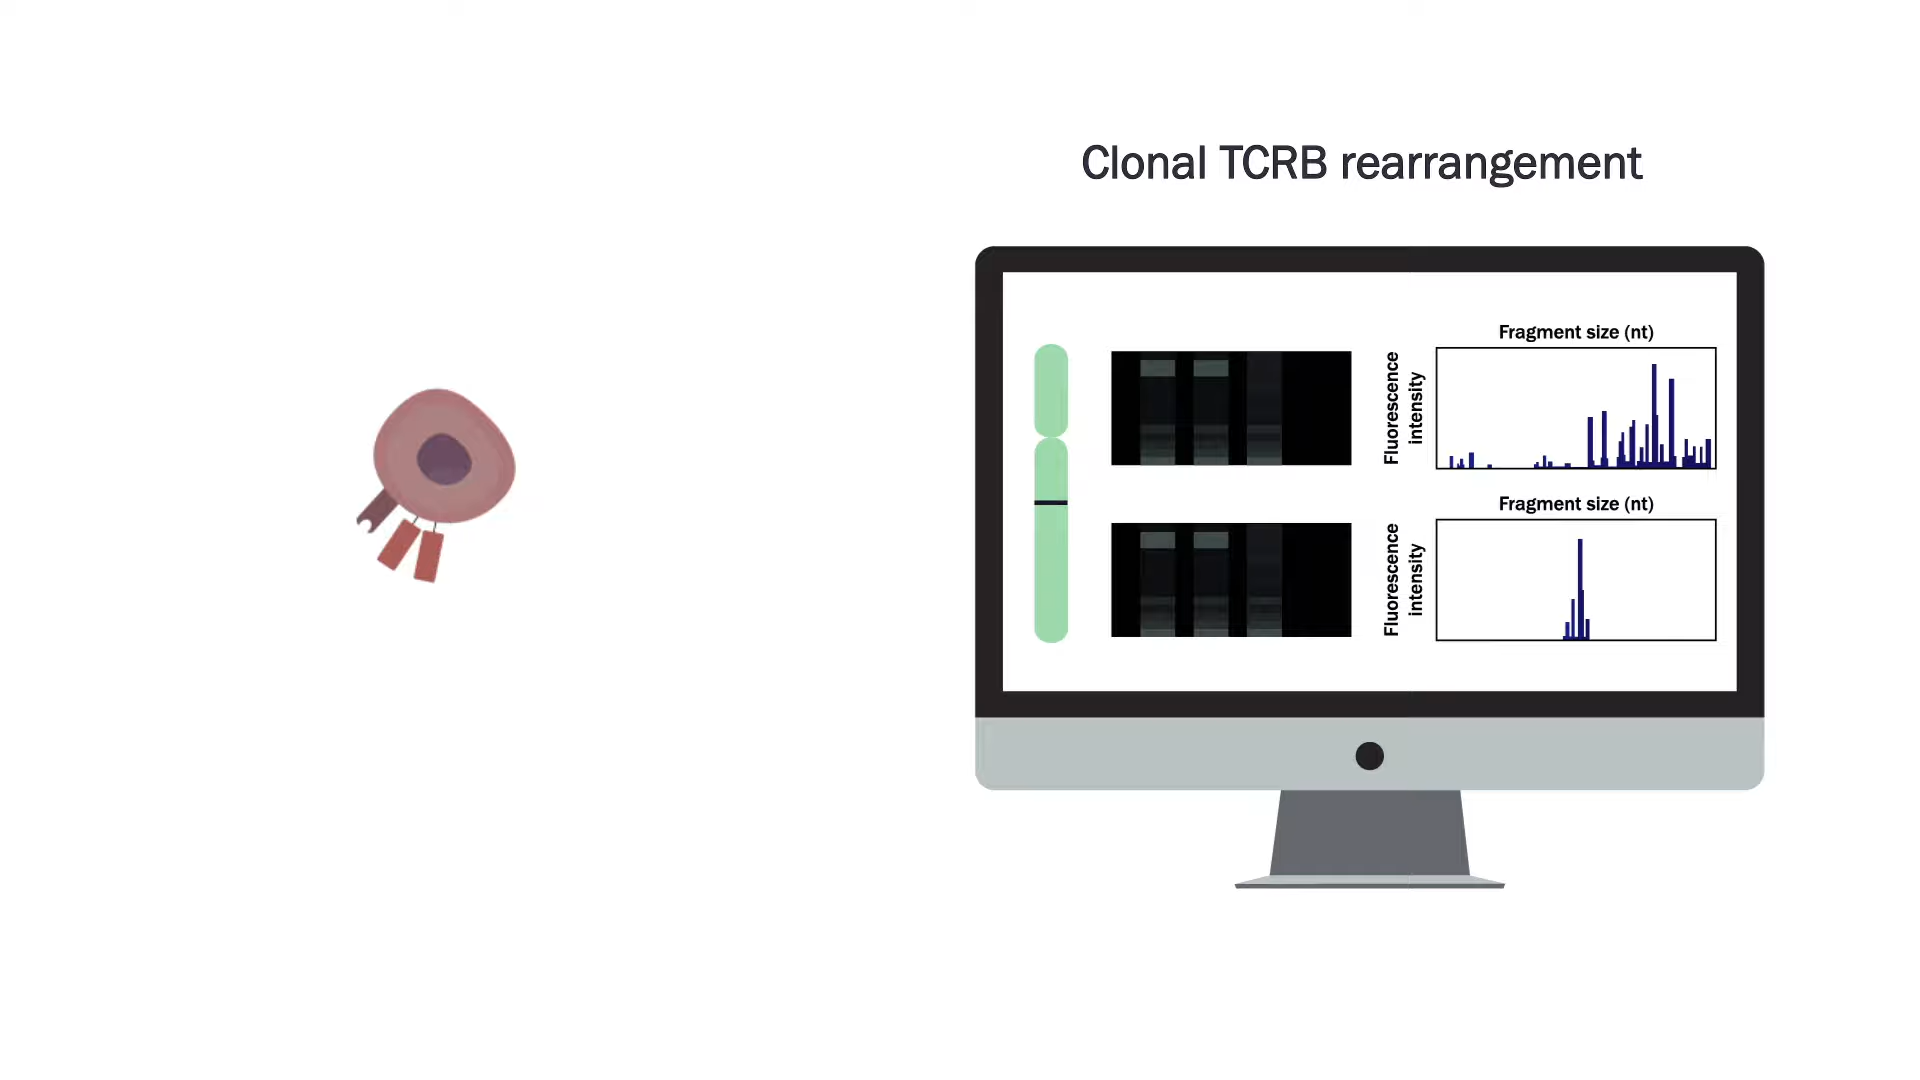 Clonal TCRB rearrangement
Fragment size (nt)
Fluorescence
intensity
Fragment size (nt)
Fluorescence
intensity